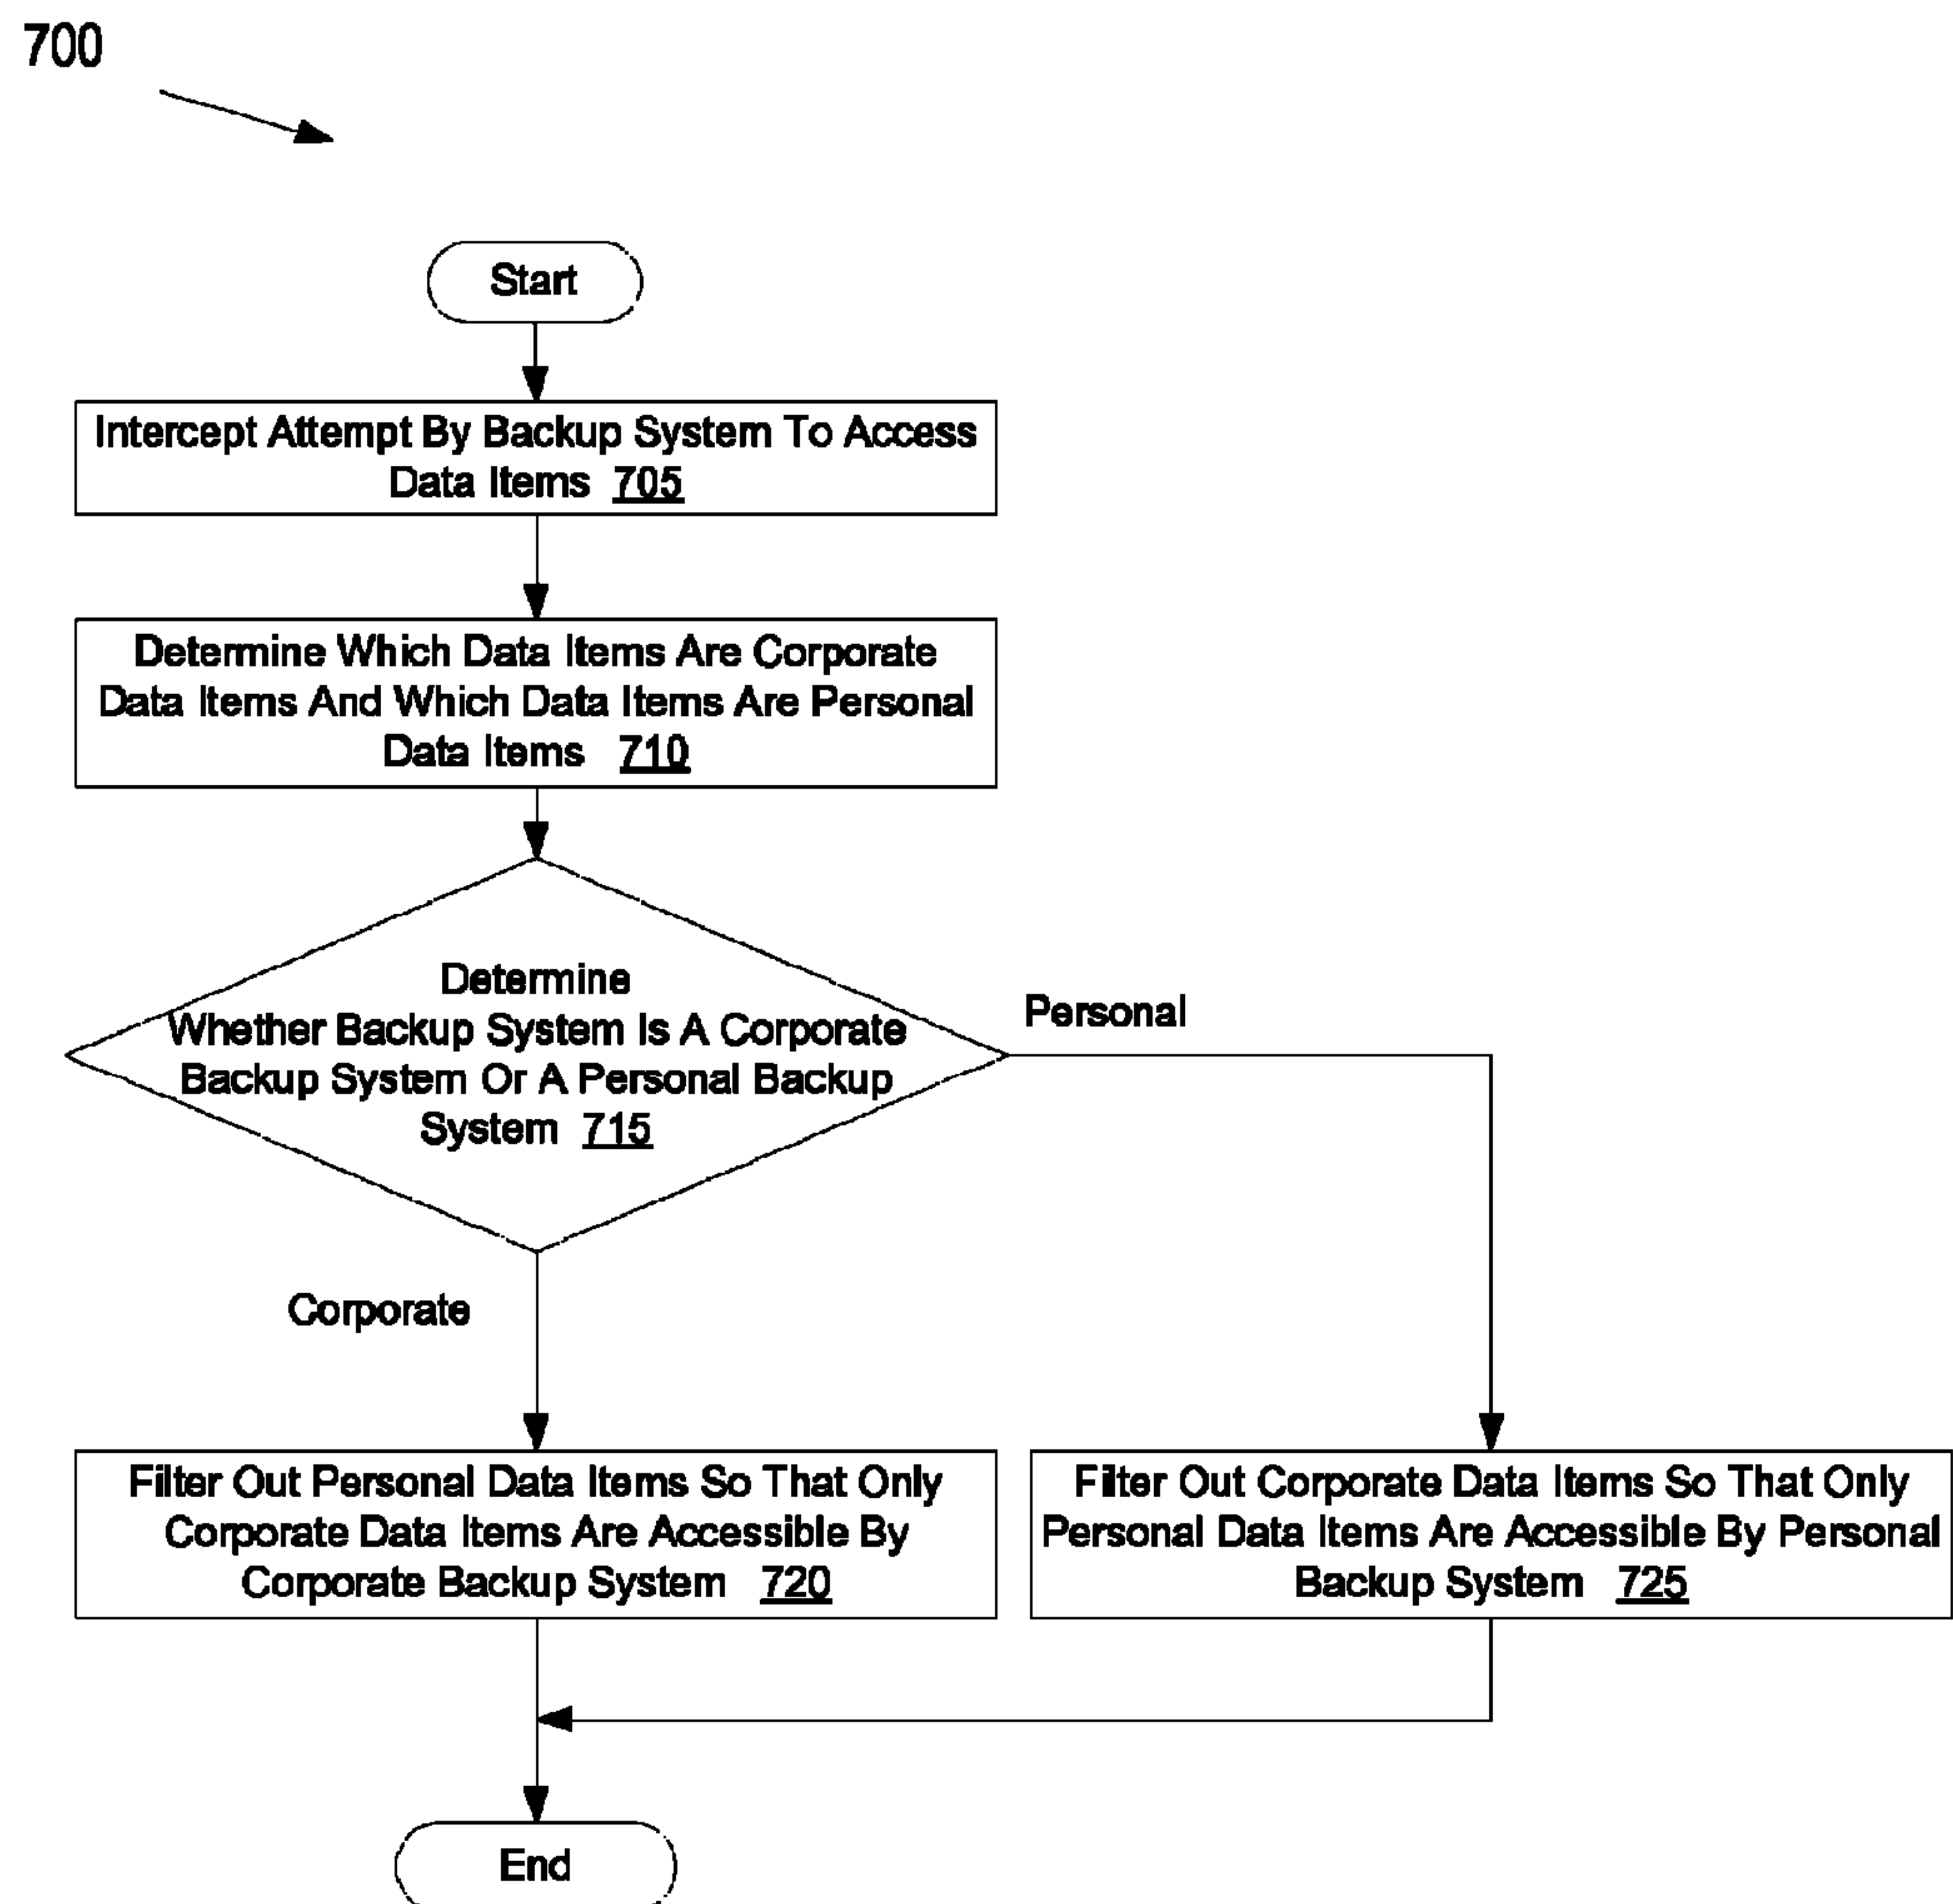 700
Start
Intercept Attempt By Backup System To Access
Data Items 705
Determine Which Data Items Are Corporate
Data Items And Which Data Items Are Personal
Data Items 710
Determine
Whether Backup System Is A Corporate
Backup System Or A Personal Backup
System 715
Personal
Corporate
Filter Out Personal Data Items So That Only
Corporate Data Items Are Accessible By
Corporate Backup System 720
Filter Out Corporate Data Items So That Only
Personal Data Items Are Accessible By Personal
Backup System 725
End